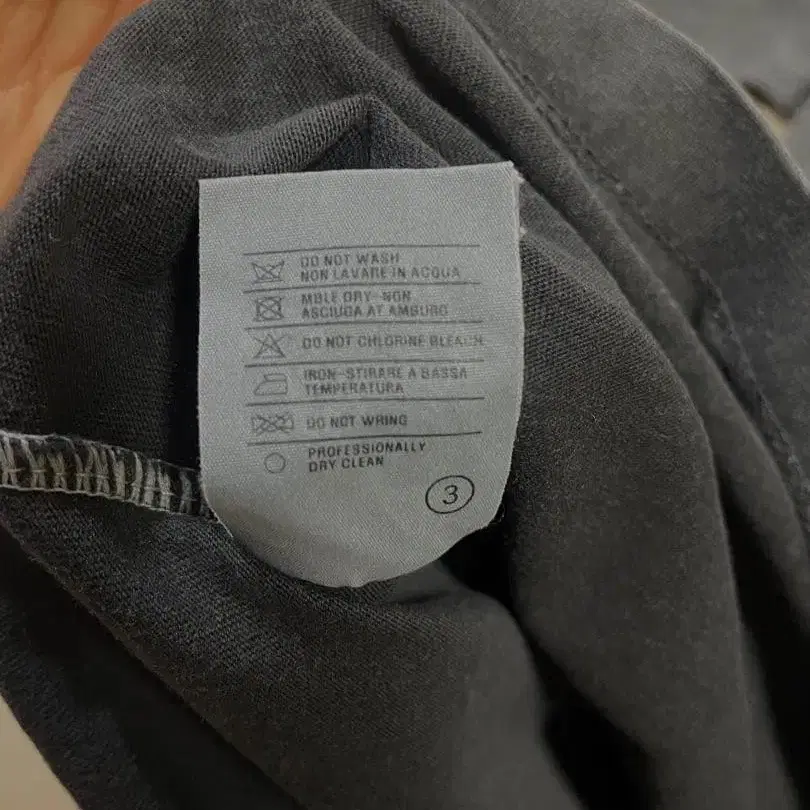 DO NOT WASH
NON LAVARE IN ACQUA
MBLE DRY-NON
ASCIUGA AT AMBURG
DO NOT CHLORINE BLEACH
IRON-STIRARE A BASSA
TEMPERATURA
DO NOT WRING
PROFESSIONALLY
DRY CLEAN
3